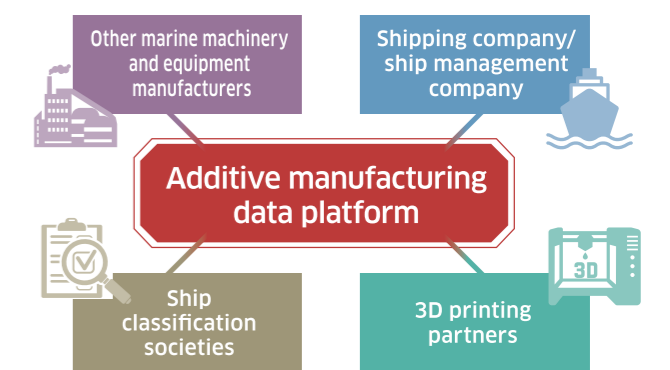 Other marine machinery
and equipment
manufacturers
Shipping company/
ship management
company
Additive manufacturing
data platform
Ship
classification
societies
3D
3D printing
partners